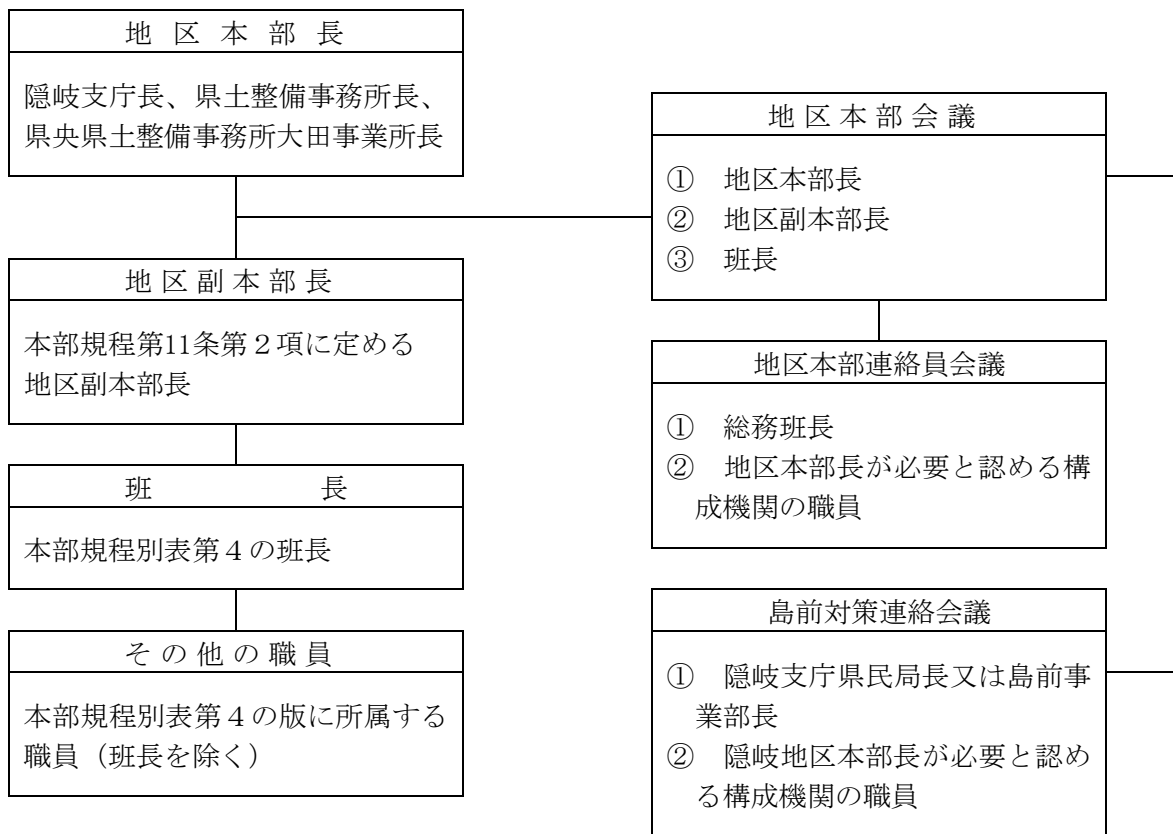 地区本部長
隠岐支庁長、県土整備事務所長、
県央県土整備事務所大田事業所長
地区副本部長
本部規程第11条第２項に定める
地区副本部長
班長
本部規程別表第４の班長
その他の職員
本部規程別表第４の版に所属する
職員（班長を除く）
地区本部会議
① 地区本部長
② 地区副本部長
③ 班長
地区本部連絡員会議
① 総務班長
② 地区本部長が必要と認める構
成機関の職員
島前対策連絡会議
① 隠岐支庁県民局長又は島前事
業部長
② 隠岐地区本部長が必要と認め
る構成機関の職員